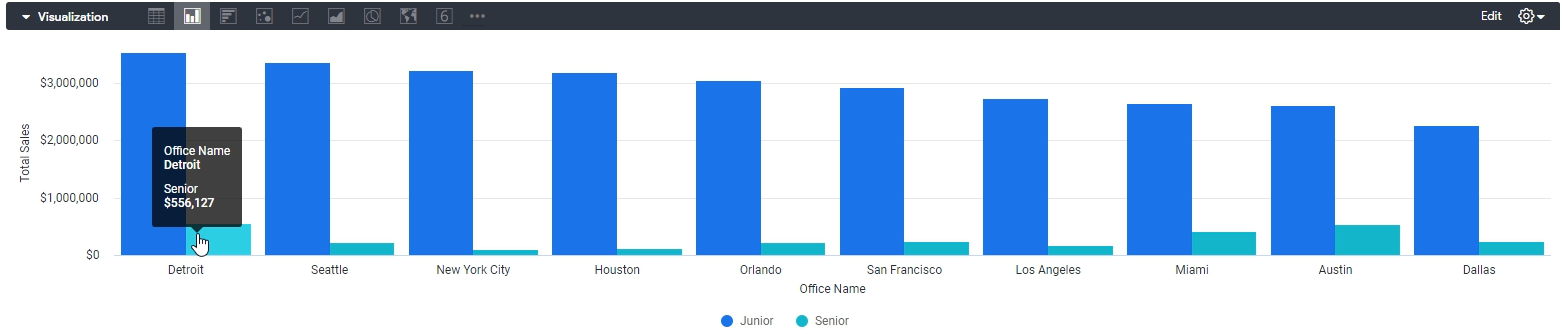 Visualization
6
Edit
$3,000,000
$2,000,000
$1,000,000
$0
Total Sales
Office Name
Detroit
Senior
$556,127
Detroit Seattle New York City Houston Orlando San Francisco Los Angeles Miami Austin Dallas
Office Name
Junior Senior